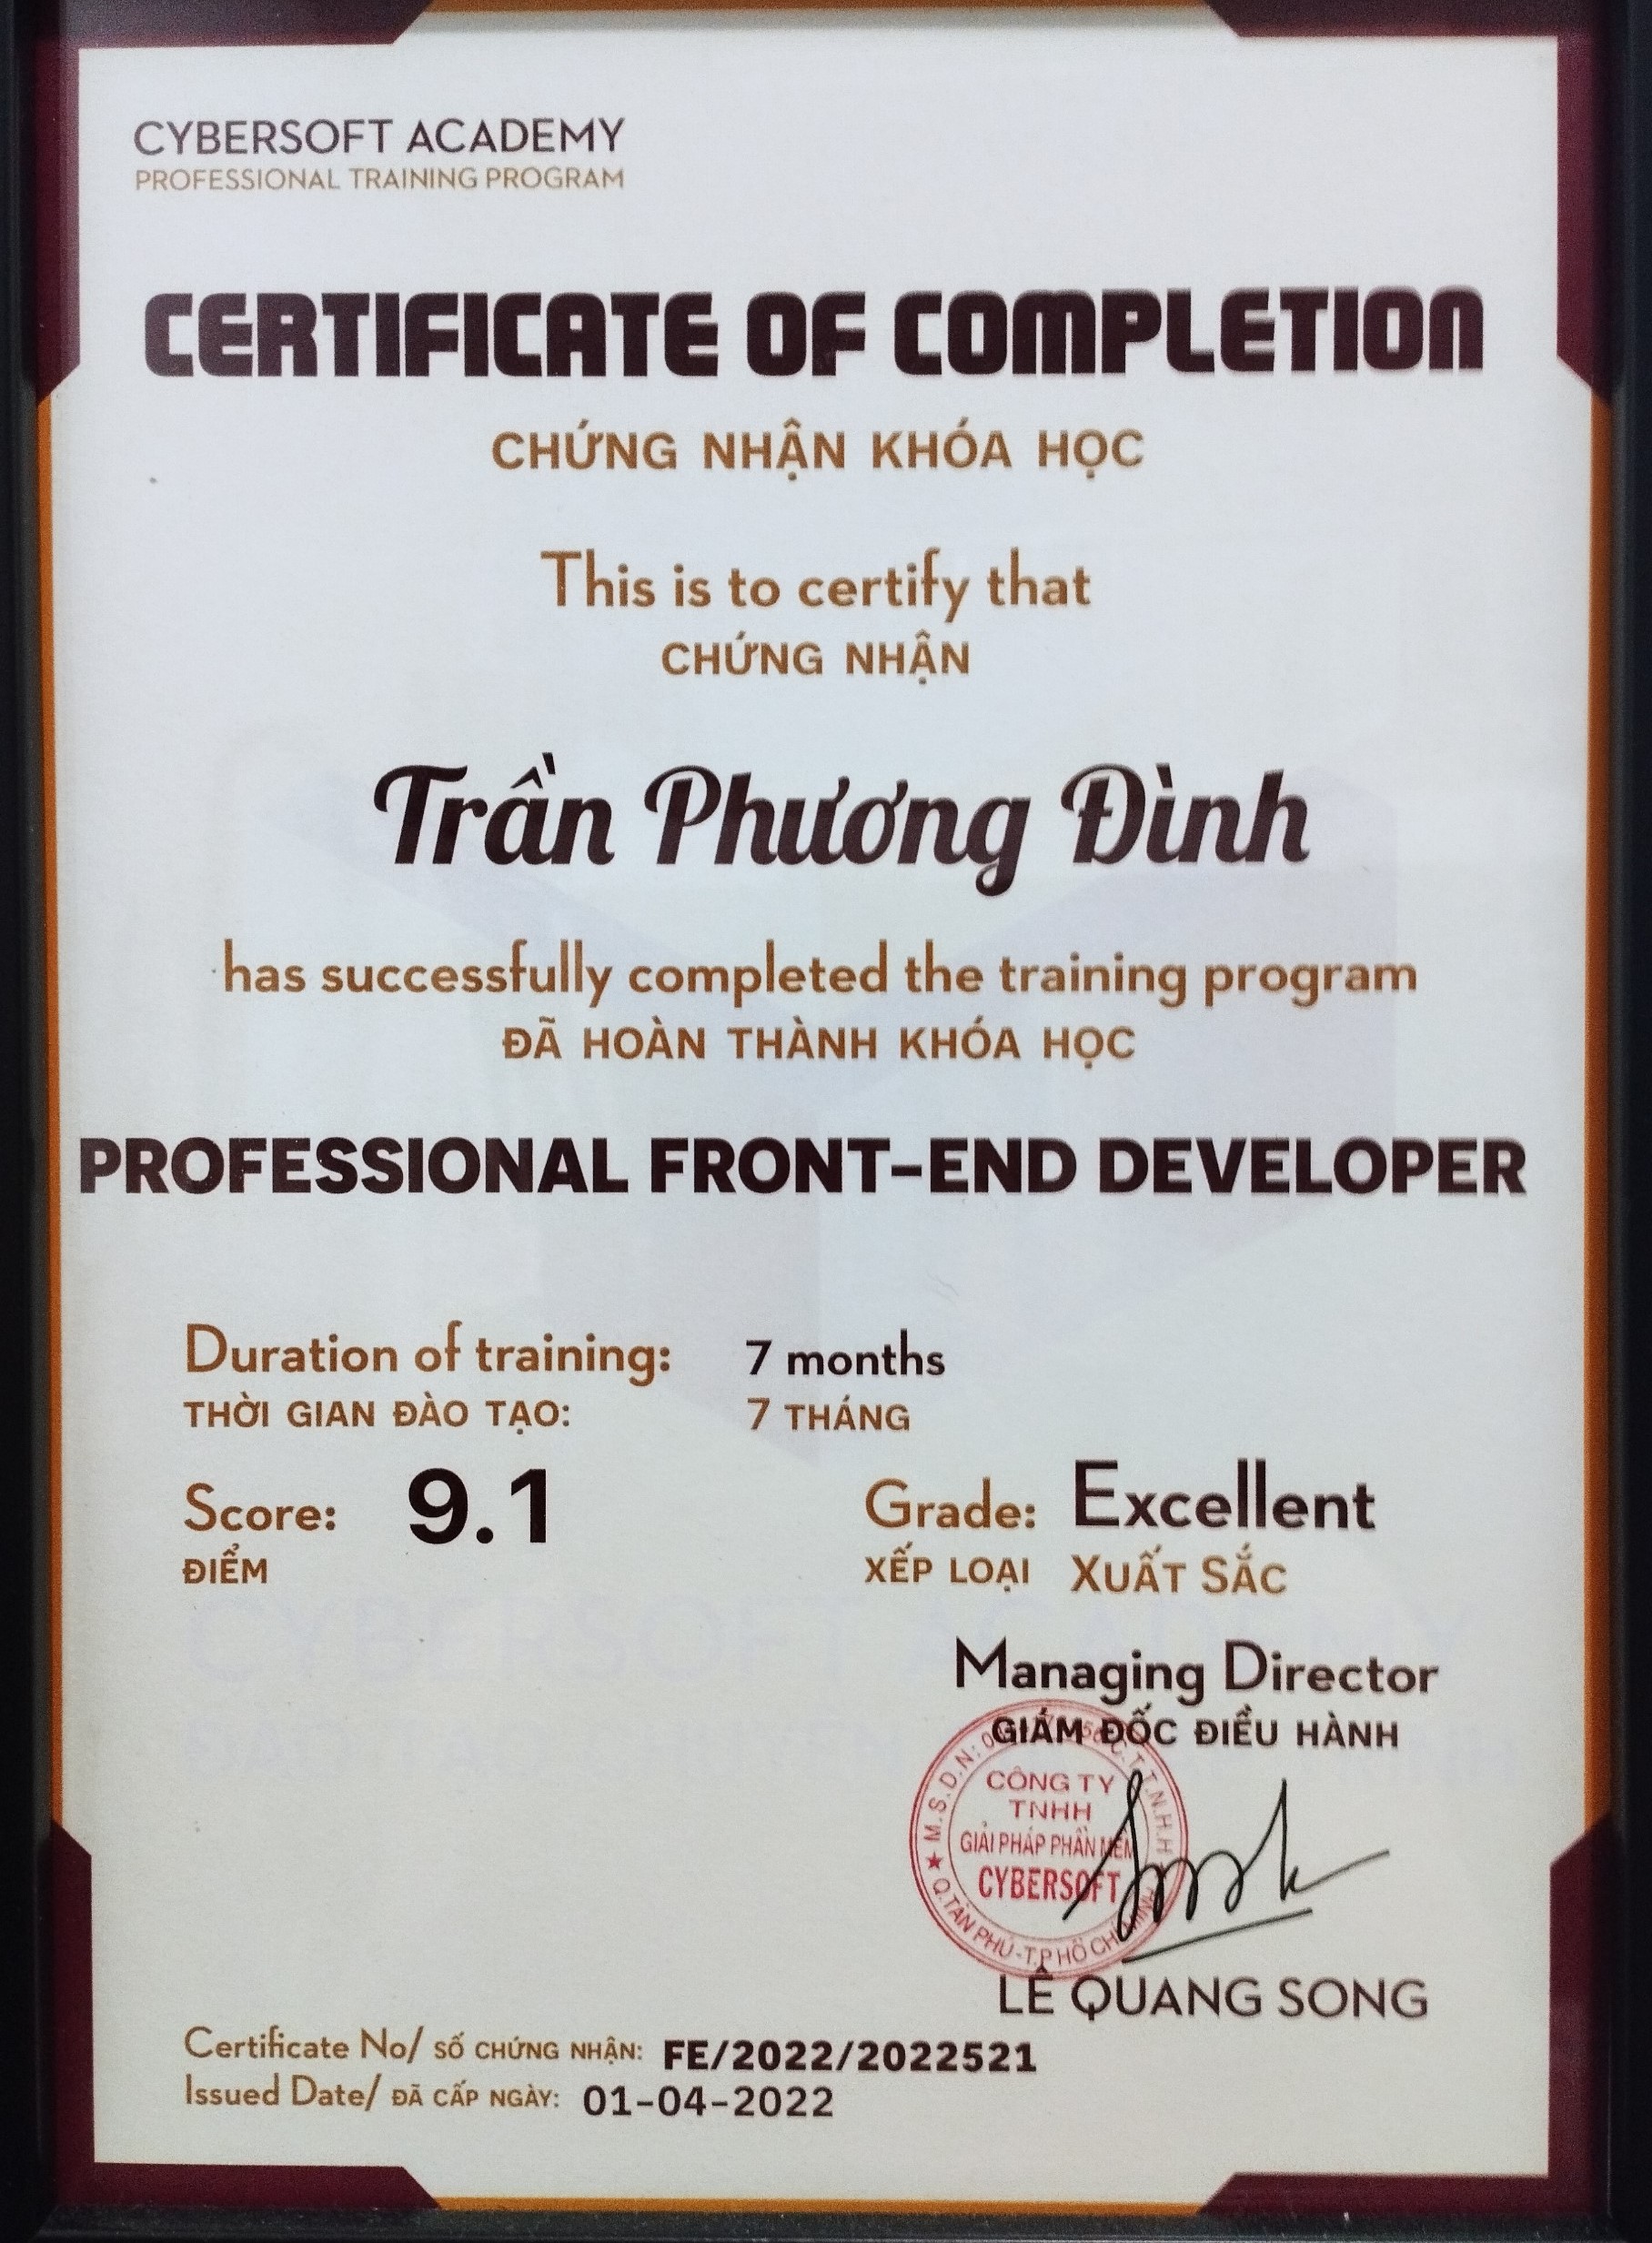 CYBERSOFT ACADEMY
PROFESSIONAL TRAINING PROGRAM
CERTIFICATE OF COMPLETION
CHỨNG NHẬN KHÓA HỌC
This is to certify that
CHỨNG NHẬN
Trần Phương Đình
has successfully completed the training program
ĐÃ HOÀN THÀNH KHÓA HỌC
PROFESSIONAL FRONT-END DEVELOPER
Duration of training: 7 months
THỜI GIAN ĐÀO TẠO: 7 THÁNG
Score: 9.1 Grade: Excellent
ĐIỂM XẾP LOẠI XUẤT SẮC
CYBERSOFT ACADEMY
Managing Director
GIÁM ĐỐC ĐIỀU HÀNH
M.S.D.N:
CÔNG TY
TNHH
GIẢI PHÁP PHẦN MỀM
CYBERSOFT
Q.TÂN PHÚ-T.P HỒ CHÍ MINH
LÊ QUANG SONG
Certificate No/ SỐ CHỨNG NHẬN: FE/2022/2022521
Issued Date/ ĐÃ CẤP NGÀY: 01-04-2022